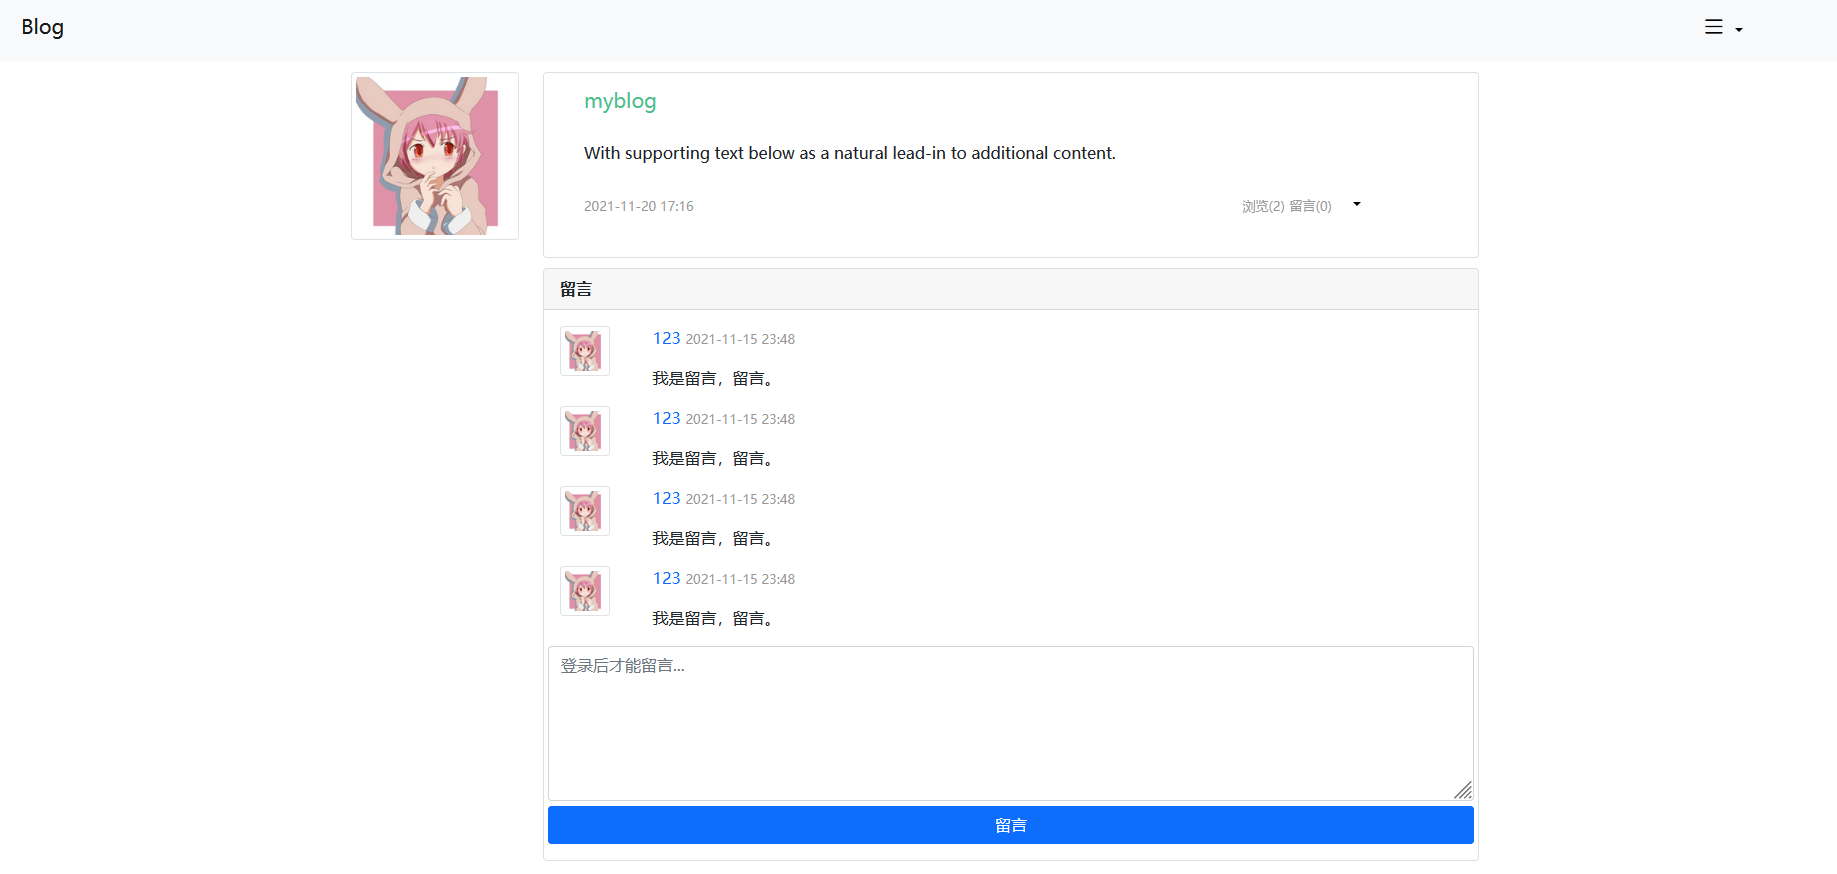 Blog
myblog
With supporting text below as a natural lead-in to additional content.
2021-11-20 17:16 浏览(2) 留言(0)
留言
123 2021-11-15 23:48
我是留言，留言。
123 2021-11-15 23:48
我是留言，留言。
123 2021-11-15 23:48
我是留言，留言。
123 2021-11-15 23:48
我是留言，留言。
登录后才能留言...
留言